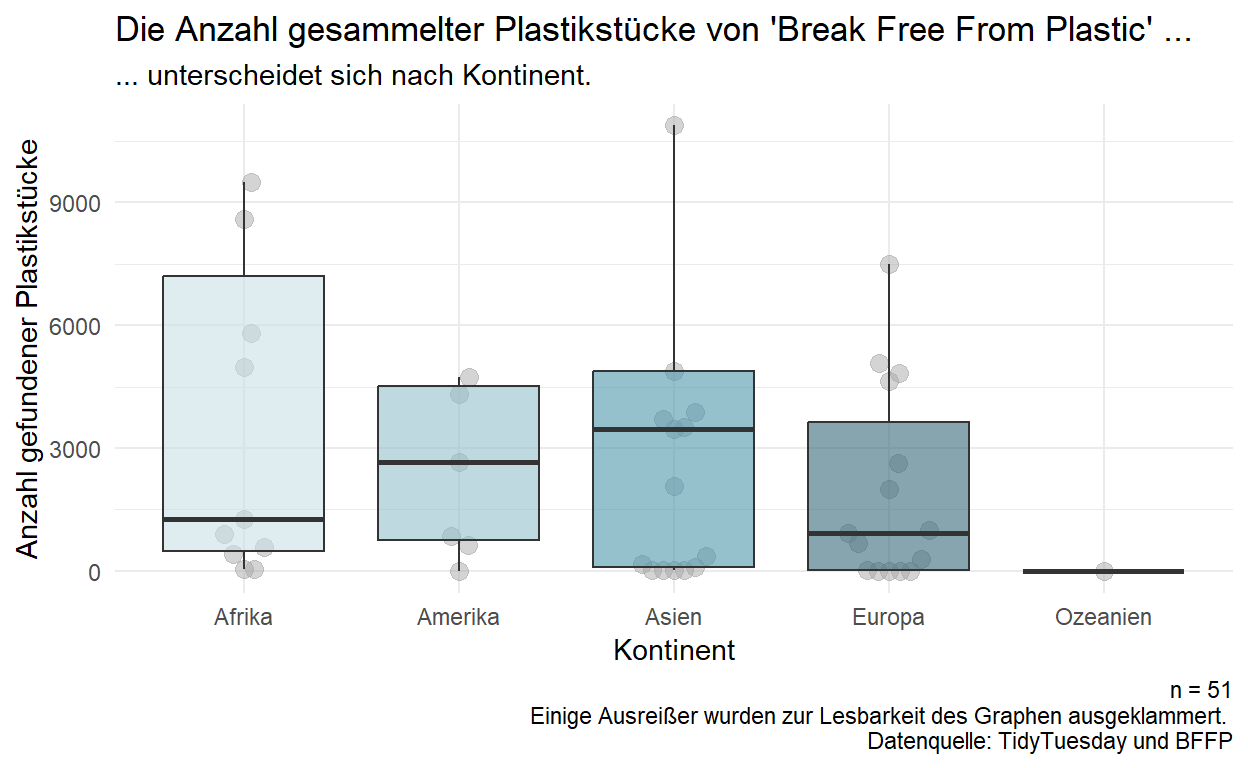 Die Anzahl gesammelter Plastikstücke von 'Break Free From Plastic' ...
... unterscheidet sich nach Kontinent.
Anzahl gefundener Plastikstücke
9000
6000
3000
0
Afrika
Amerika
Asien
Europa
Ozeanien
Kontinent
n = 51
Einige Ausreißer wurden zur Lesbarkeit des Graphen ausgeklammert.
Datenquelle: TidyTuesday und BFFP